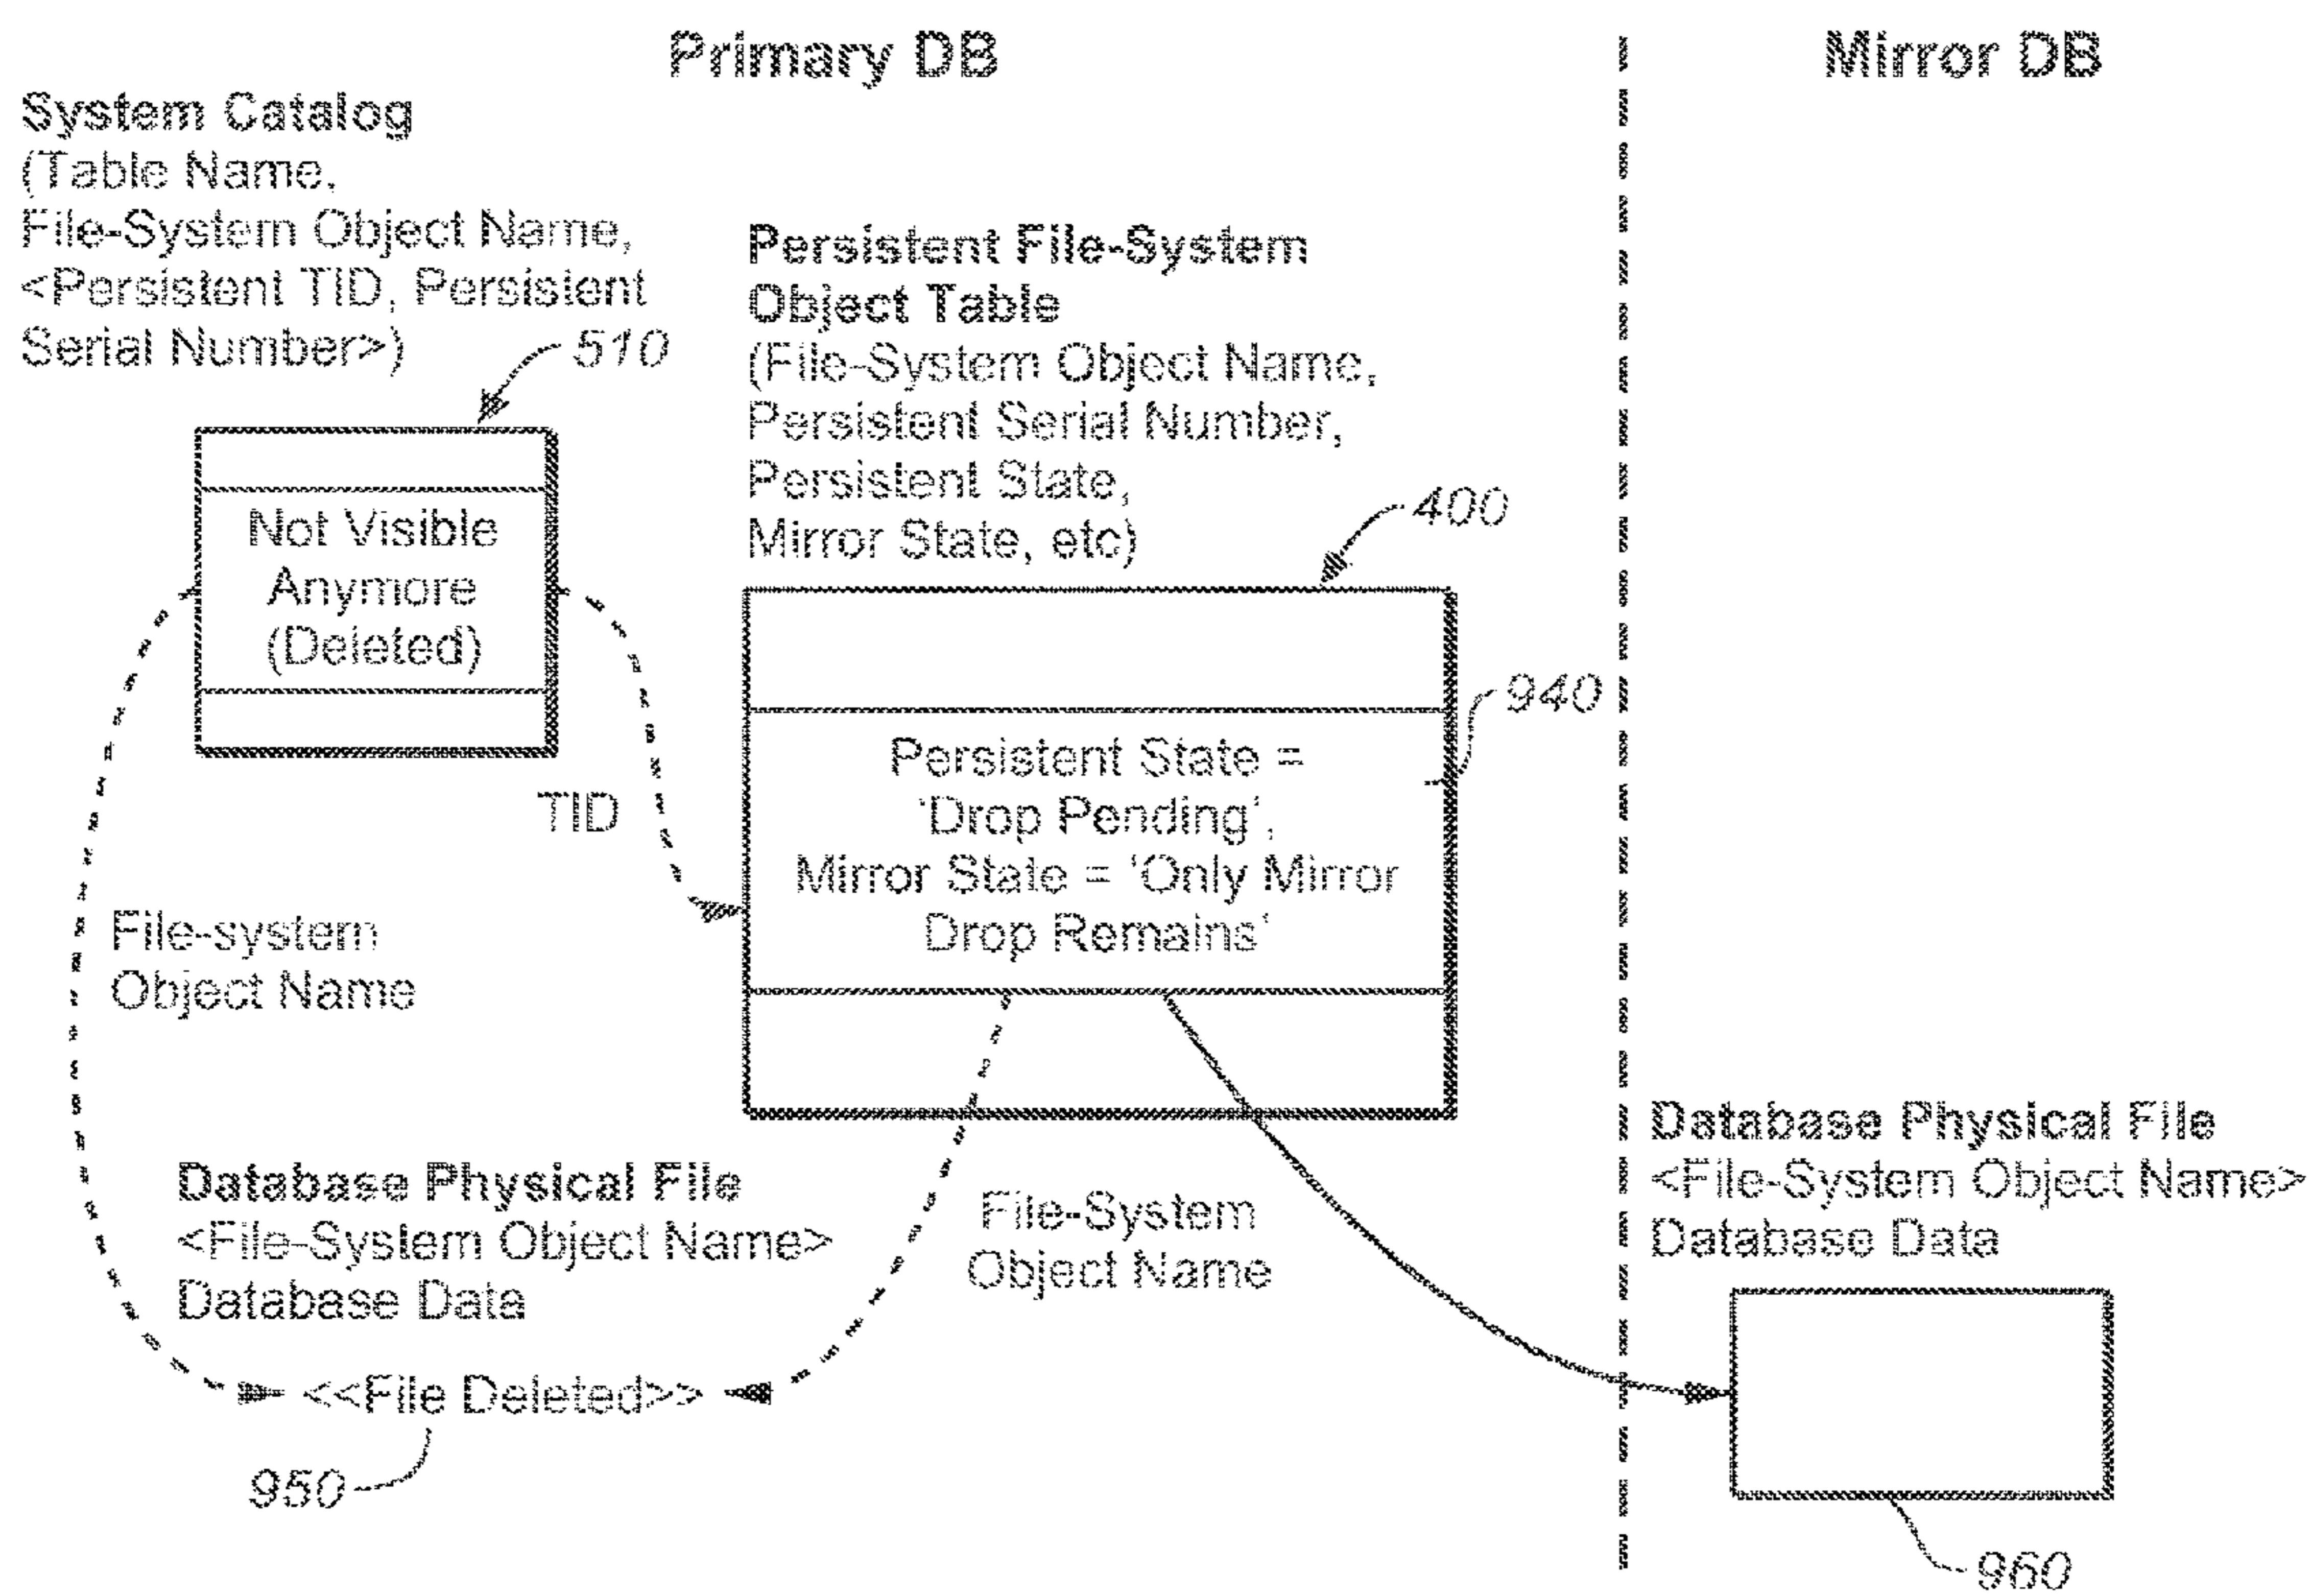 Primary DB
Mirror DB
System Catalog
(Table Name,
File-System Object Name,
<Persistent TID, Persistent
Serial Number>)
510
Not Visible
Anymore
(Deleted)
Persistent File-System
Object Table
(File-System Object Name,
Persistent Serial Number,
Persistent State,
Mirror State, etc)
400
940
Persistent State =
‘Drop Pending‘,
Mirror State = ‘Only Mirror
Drop Remains‘
TID
File-system
Object Name
Database Physical File
<File-System Object Name>
Database Data
<<File Deleted>>
950
File-System
Object Name
Database Physical File
<File-System Object Name>
Database Data
960